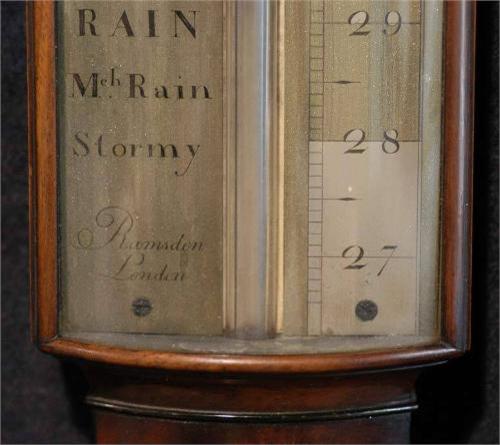 RAIN
Mch. Rain
Stormy
Ramsden
London
29
28
27